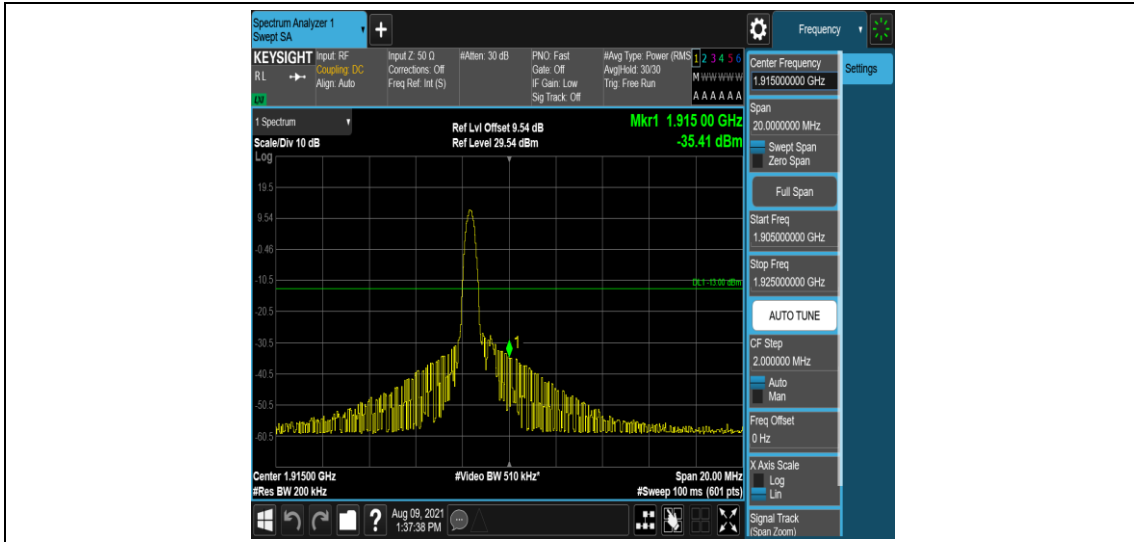 Spectrum Analyzer 1
Swept SA
Frequency
KEYSIGHT
RL
Input: RF
Coupling: DC
Align: Auto
Input Z: 50 Ω
Corrections: Off
Freq Ref: Int (S)
#Atten: 30 dB
PNO: Fast
Gate: Off
IF Gain: Low
Sig Track: Off
#Avg Type: Power (RMS
Avg|Hold: 30/30
Trig: Free Run
1 2 3 4 5 6
M W W W W W
A A A A A A
1 Spectrum
Scale/Div 10 dB
Log
Ref Lvl Offset 9.54 dB
Ref Level 29.54 dBm
Mkr1 1.915 00 GHz
-35.41 dBm
19.5
9.54
-0.46
-10.5
-20.5
-30.5
-40.5
-50.5
-60.5
DL1 -13.00 dBm
1
Center 1.91500 GHz
#Res BW 200 kHz
#Video BW 510 kHz*
Span 20.00 MHz
#Sweep 100 ms (601 pts)
Center Frequency
1.915000000 GHz
Settings
Span
20.0000000 MHz
Swept Span
Zero Span
Full Span
Start Freq
1.905000000 GHz
Stop Freq
1.925000000 GHz
AUTO TUNE
CF Step
2.000000 MHz
Auto
Man
Freq Offset
0 Hz
X Axis Scale
Log
Lin
Signal Track
(Span Zoom)
?
Aug 09, 2021
1:37:38 PM